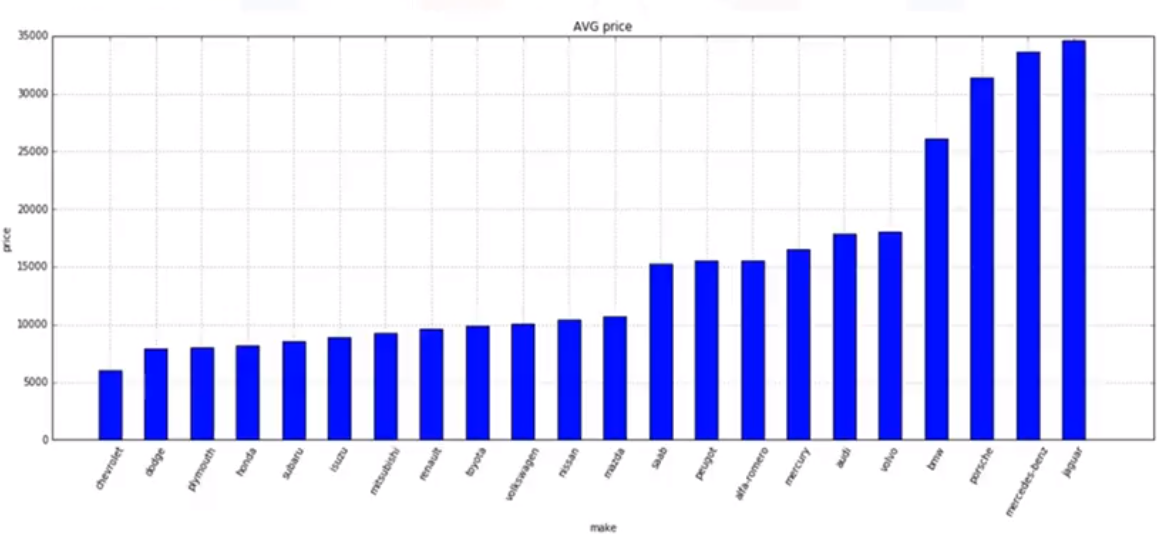 AVG price
35000
30000
25000
20000
15000
10000
5000
0
price
chevrolet
dodge
plymouth
honda
subaru
isuzu
mitsubishi
renault
toyota
volkswagen
nissan
mazda
saab
peugot
alfa-romero
mercury
audi
volvo
bmw
porsche
mercedes-benz
jaguar
make